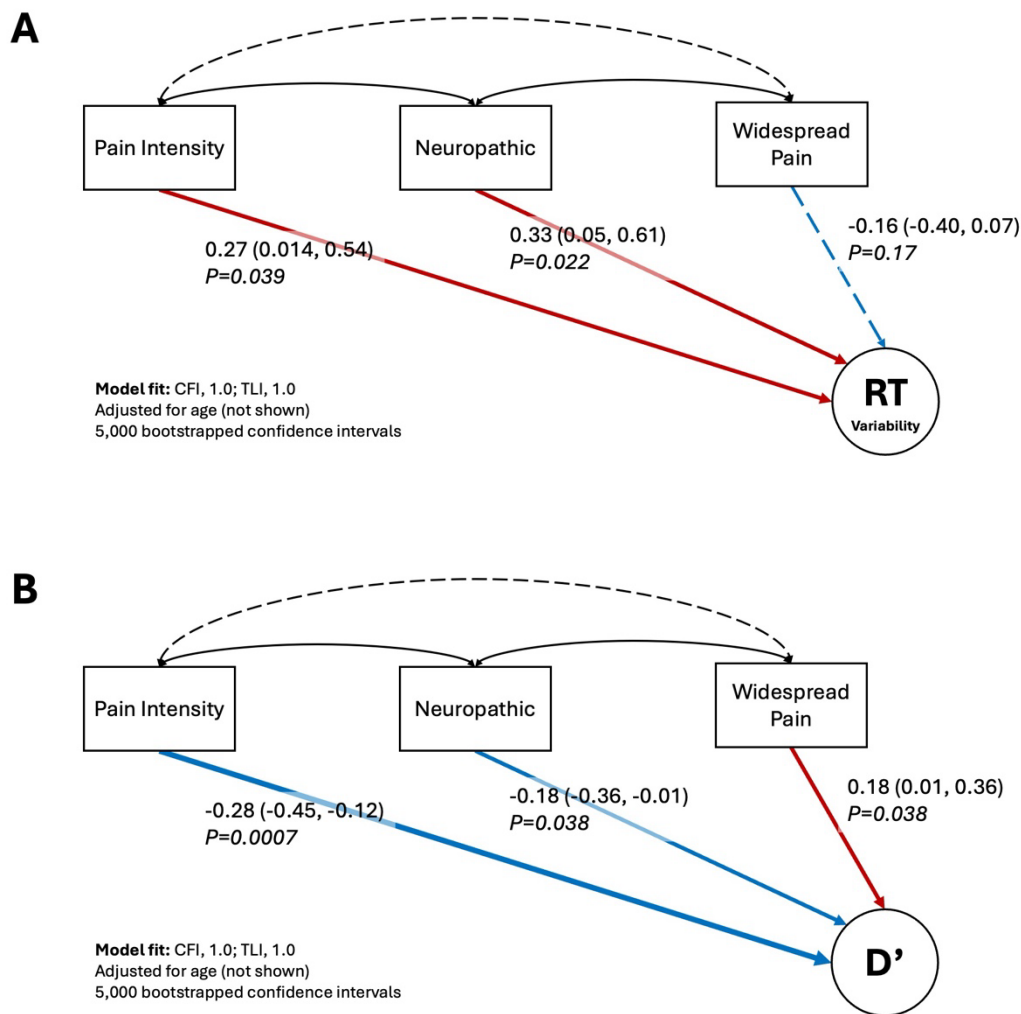 A
Pain Intensity
Neuropathic
Widespread
Pain
0.27 (0.014, 0.54)
P=0.039
0.33 (0.05, 0.61)
P=0.022
-0.16 (-0.40, 0.07)
P=0.17
RT
Variability
Model fit: CFI, 1.0; TLI, 1.0
Adjusted for age (not shown)
5,000 bootstrapped confidence intervals
B
Pain Intensity
Neuropathic
Widespread
Pain
-0.28 (-0.45, -0.12)
P=0.0007
-0.18 (-0.36, -0.01)
P=0.038
0.18 (0.01, 0.36)
P=0.038
D’
Model fit: CFI, 1.0; TLI, 1.0
Adjusted for age (not shown)
5,000 bootstrapped confidence intervals